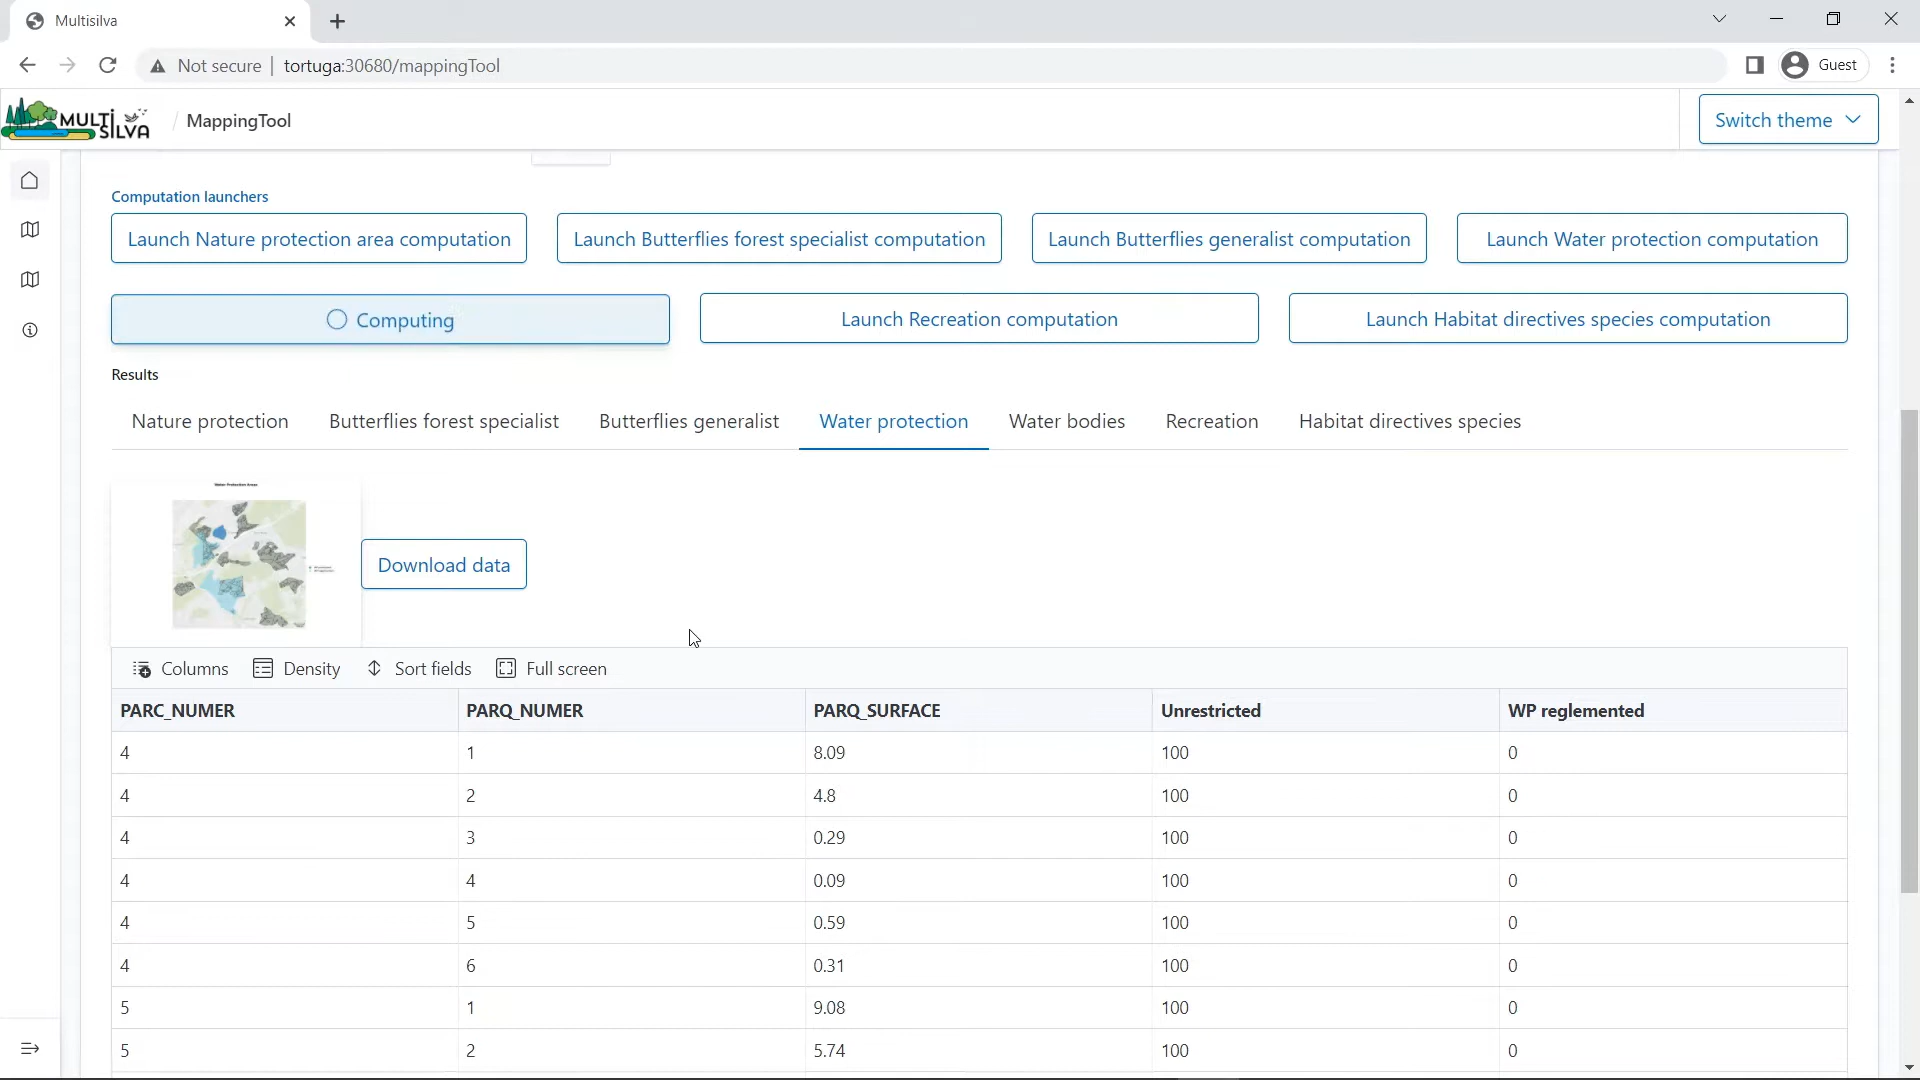 Multisilva
Not secure | tortuga:30680/mappingTool
Guest
MULTI SILVA / MappingTool
Switch theme
Computation launchers
Launch Nature protection area computation
Launch Butterflies forest specialist computation
Launch Butterflies generalist computation
Launch Water protection computation
Computing
Launch Recreation computation
Launch Habitat directives species computation
Results
Nature protection
Butterflies forest specialist
Butterflies generalist
Water protection
Water bodies
Recreation
Habitat directives species
Water Protection Areas
Download data
Columns
Density
Sort fields
Full screen
PARC_NUMER PARQ_NUMER PARQ_SURFACE Unrestricted WP reglemented
4 1 8.09 100 0
4 2 4.8 100 0
4 3 0.29 100 0
4 4 0.09 100 0
4 5 0.59 100 0
4 6 0.31 100 0
5 1 9.08 100 0
5 2 5.74 100 0